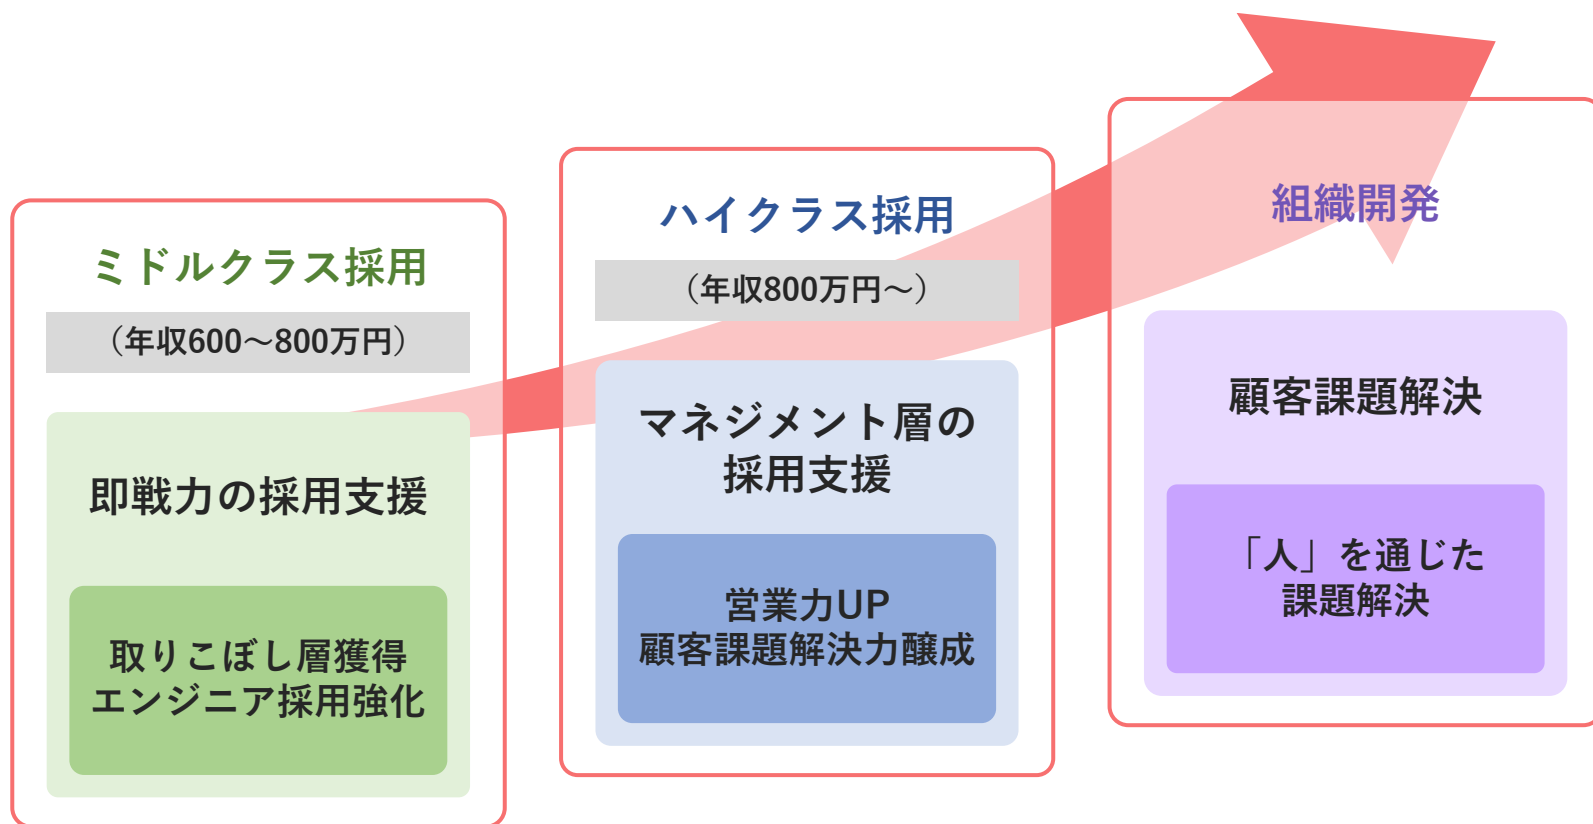 ミドルクラス採用
（年収600～800万円）
即戦力の採用支援
取りこぼし層獲得
エンジニア採用強化
ハイクラス採用
（年収800万円～）
マネジメント層の
採用支援
営業力UP
顧客課題解決力醸成
組織開発
顧客課題解決
「人」を通じた
課題解決